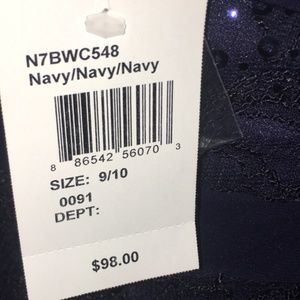 N7BWC548
Navy/Navy/Navy
8 86542 56070 3
SIZE: 9/10
0091
DEPT:
$98.00